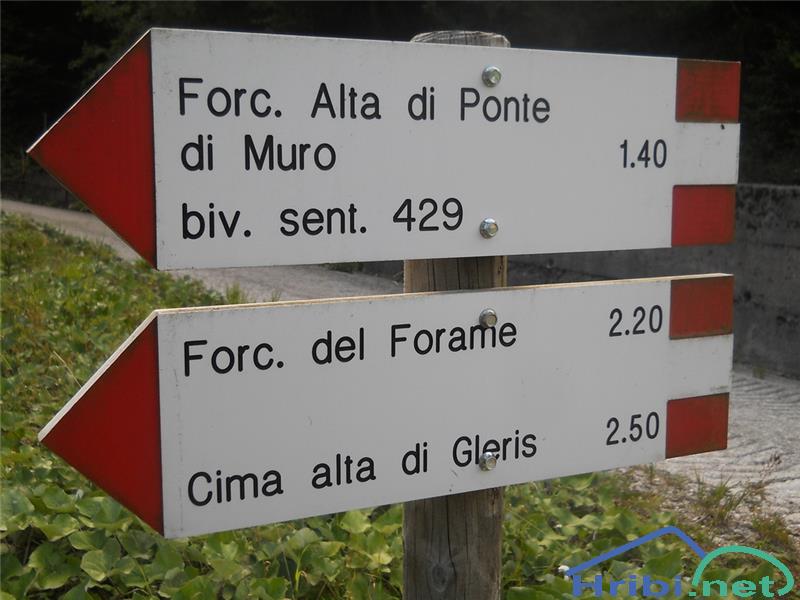 Forc. Alta di Ponte
di Muro 1.40
biv. sent. 429
Forc. del Forame 2.20
Cima alta di Gleris 2.50
Hribi.net